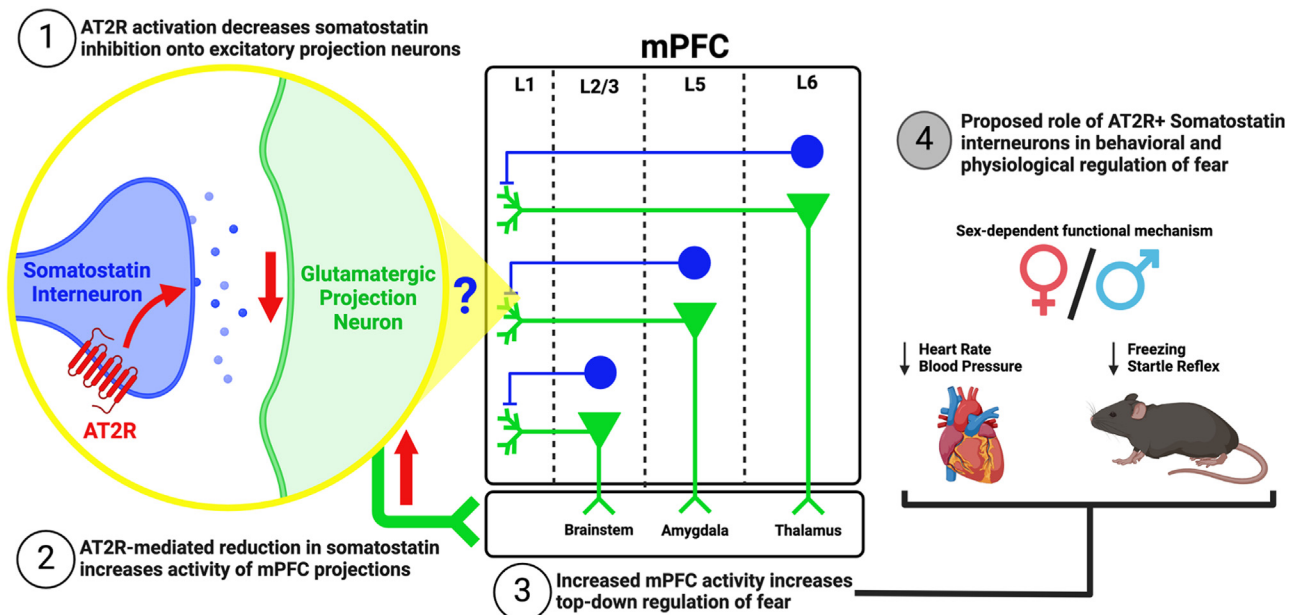 1
AT2R activation decreases somatostatin
inhibition onto excitatory projection neurons
Somatostatin
Interneuron
AT2R
Glutamatergic
Projection
Neuron
?
2
AT2R-mediated reduction in somatostatin
increases activity of mPFC projections
mPFC
L1
L2/3
L5
L6
Brainstem
Amygdala
Thalamus
3
Increased mPFC activity increases
top-down regulation of fear
4
Proposed role of AT2R+ Somatostatin
interneurons in behavioral and
physiological regulation of fear
Sex-dependent functional mechanism
Heart Rate
Blood Pressure
Freezing
Startle Reflex